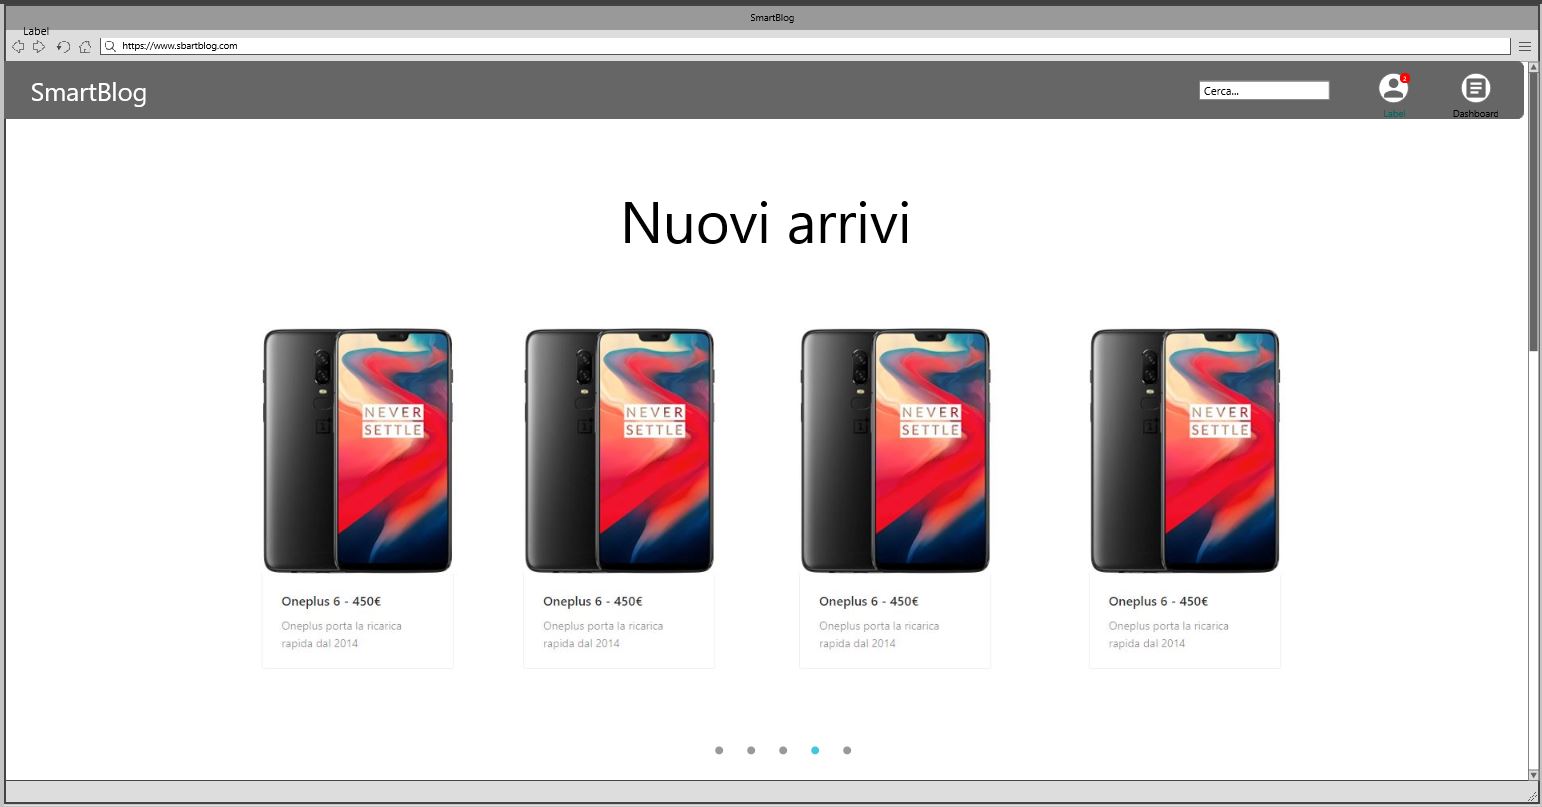 SmartBlog
Label
https://www.sbartblog.com
SmartBlog
Cerca...
2
Label
Dashboard
Nuovi arrivi
NEVER
SETTLE
NEVER
SETTLE
NEVER
SETTLE
NEVER
SETTLE
Oneplus 6 - 450€
Oneplus porta la ricarica
rapida dal 2014
Oneplus 6 - 450€
Oneplus porta la ricarica
rapida dal 2014
Oneplus 6 - 450€
Oneplus porta la ricarica
rapida dal 2014
Oneplus 6 - 450€
Oneplus porta la ricarica
rapida dal 2014